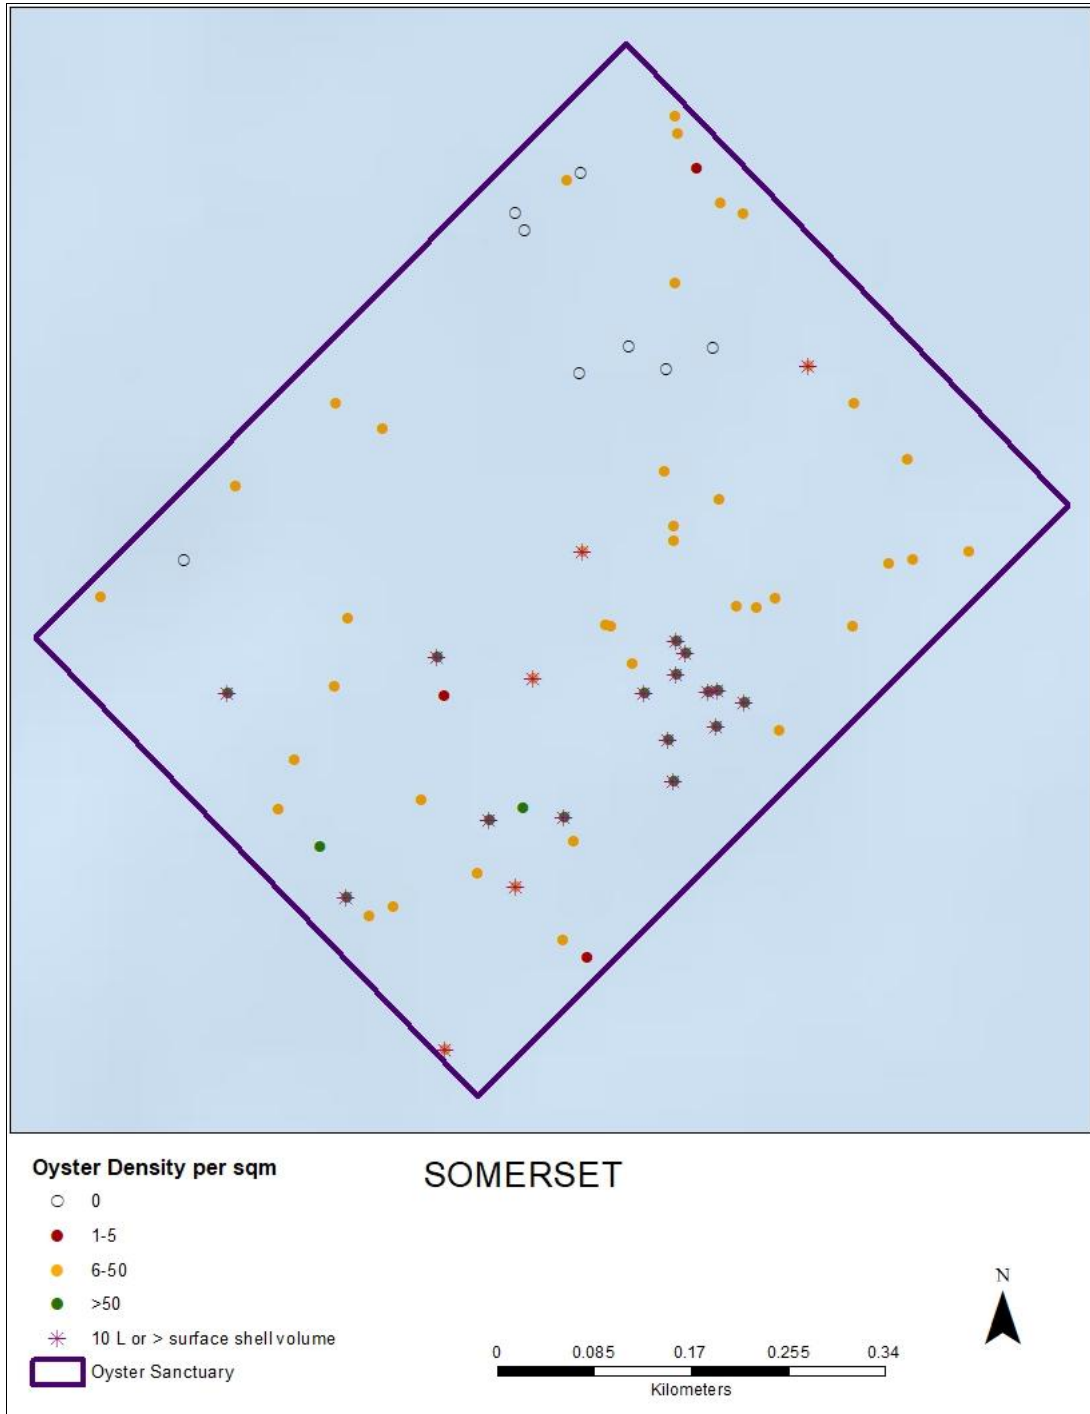 Oyster Density per sqm
SOMERSET
0
1-5
6-50
>50
10 L or > surface shell volume
Oyster Sanctuary
N
0 0.085 0.17 0.255 0.34
Kilometers